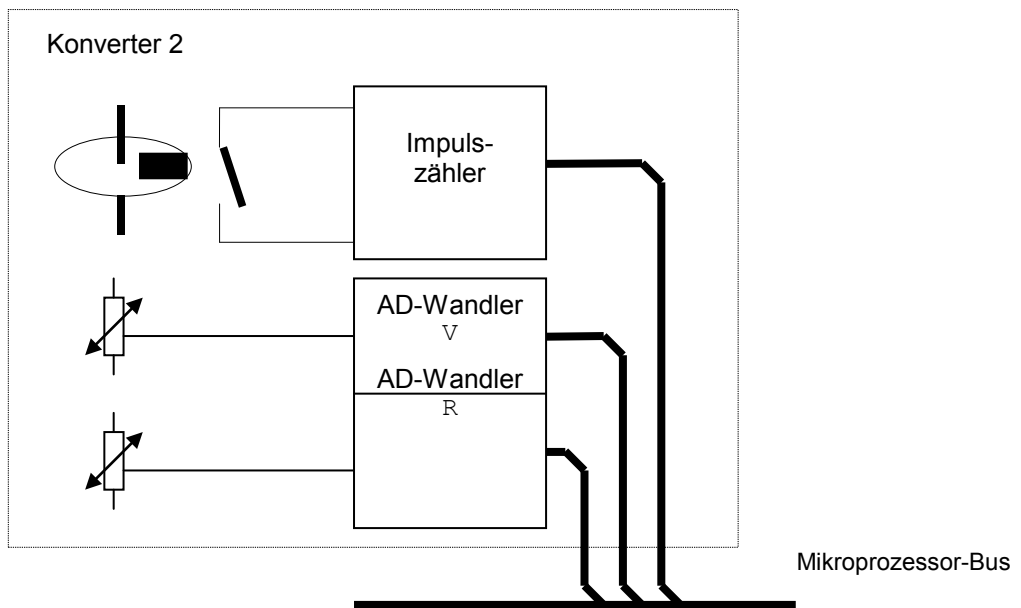 Konverter 2
Impuls-
zähler
AD-Wandler
V
AD-Wandler
R
Mikroprozessor-Bus